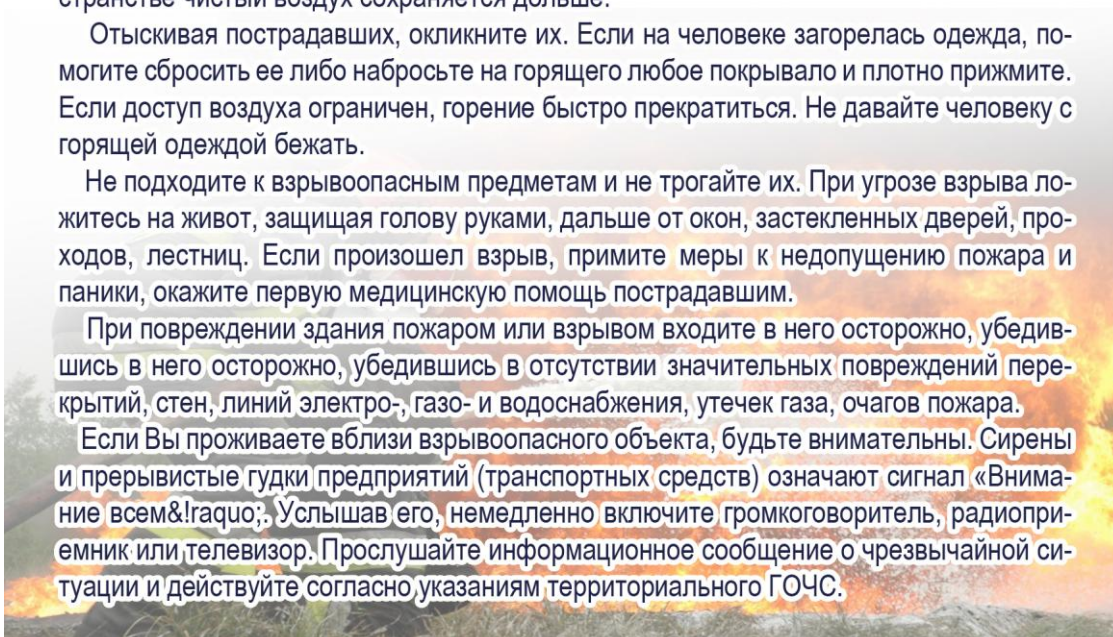 странстве чистый воздух сохраняется дольше.
Отыскивая пострадавших, окликните их. Если на человеке загорелась одежда, по-
могите сбросить ее либо набросьте на горящего любое покрывало и плотно прижмите.
Если доступ воздуха ограничен, горение быстро прекратиться. Не давайте человеку с
горящей одеждой бежать.
Не подходите к взрывоопасным предметам и не трогайте их. При угрозе взрыва ло-
житесь на живот, защищая голову руками, дальше от окон, застекленных дверей, про-
ходов, лестниц. Если произошел взрыв, примите меры к недопущению пожара и
паники, окажите первую медицинскую помощь пострадавшим.
При повреждении здания пожаром или взрывом входите в него осторожно, убедив-
шись в него осторожно, убедившись в отсутствии значительных повреждений пере-
крытий, стен, линий электро-, газо- и водоснабжения, утечек газа, очагов пожара.
Если Вы проживаете вблизи взрывоопасного объекта, будьте внимательны. Сирены
и прерывистые гудки предприятий (транспортных средств) означают сигнал «Внима-
ние всем&!raquo;. Услышав его, немедленно включите громкоговоритель, радиопри-
емник или телевизор. Прослушайте информационное сообщение о чрезвычайной си-
туации и действуйте согласно указаниям территориального ГОЧС.